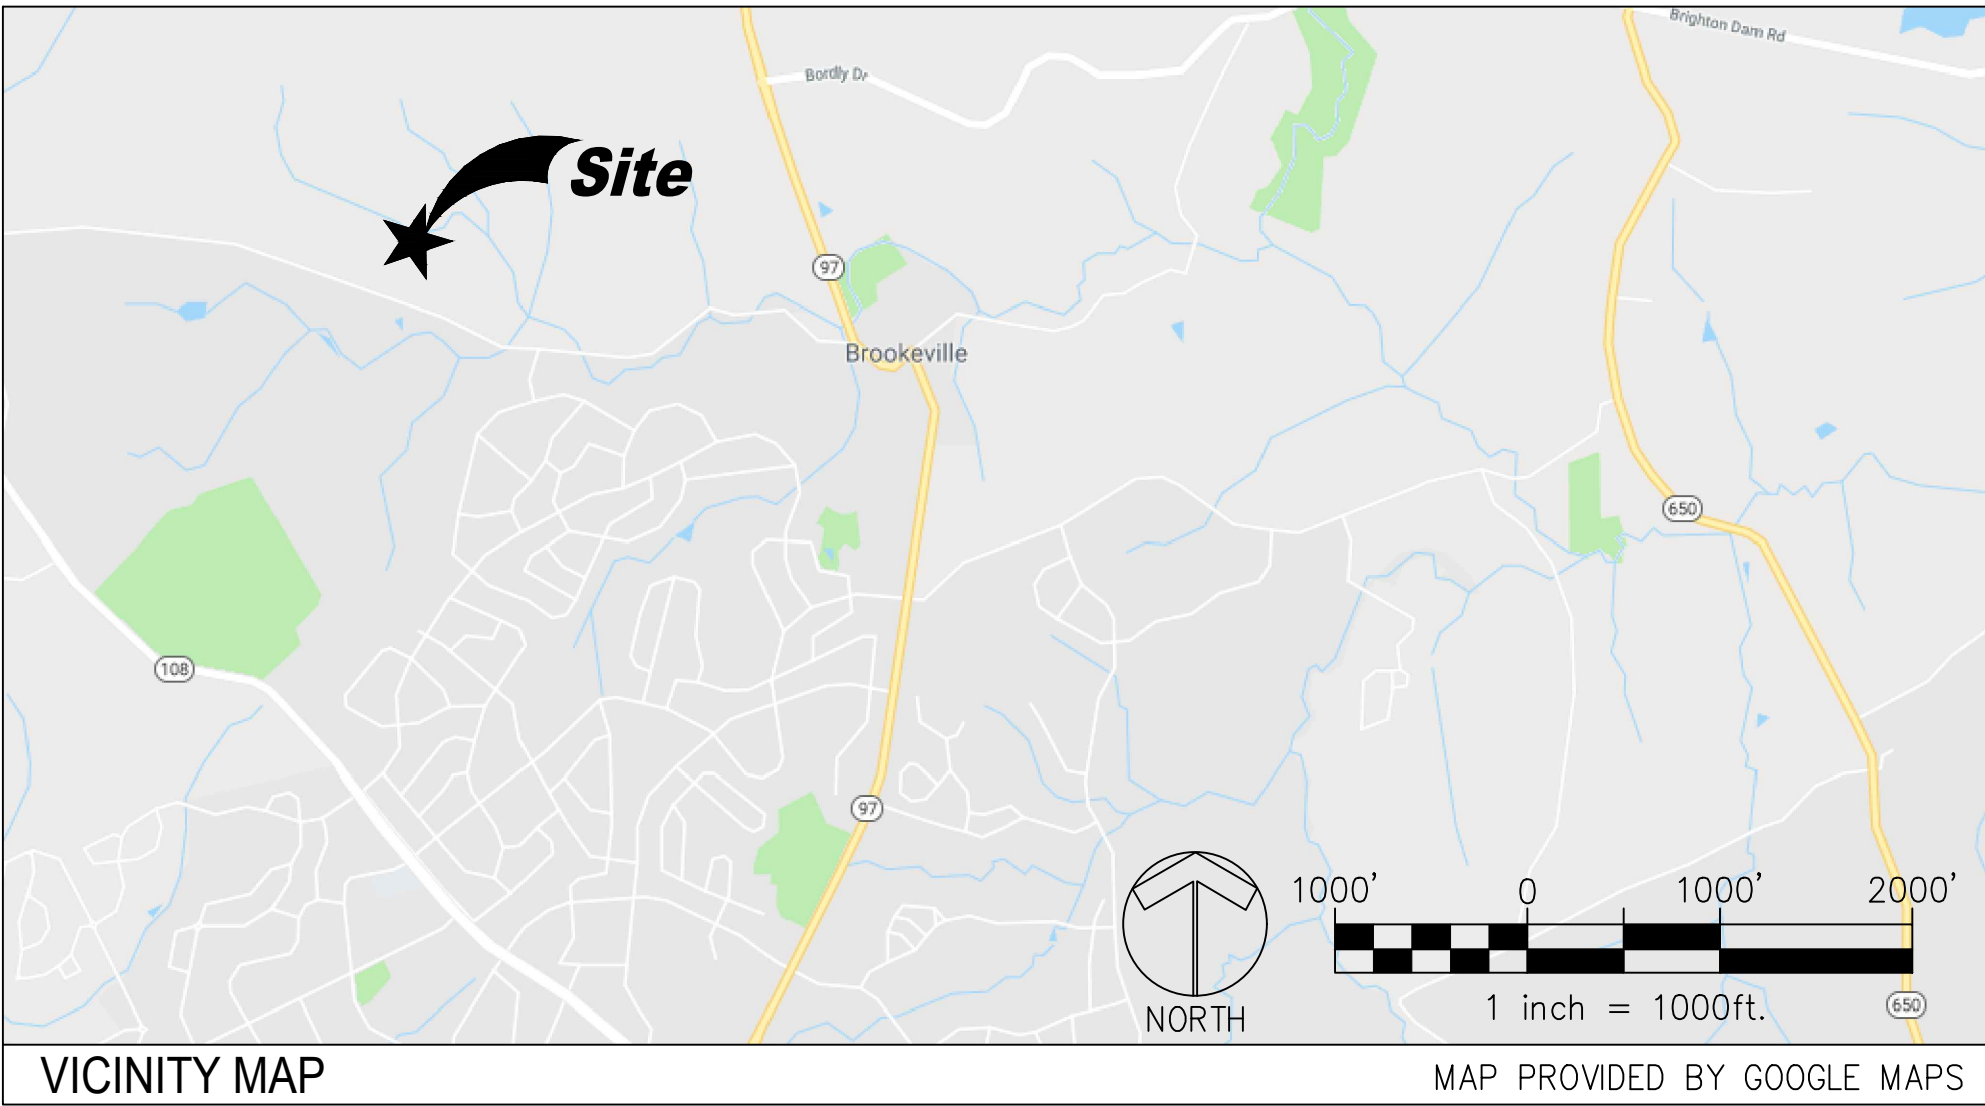 Brighton Dam Rd
Bordly Dr
Site
97
Brookeville
650
108
97
1000' 0 1000' 2000'
1 inch = 1000ft.
NORTH
650
VICINITY MAP
MAP PROVIDED BY GOOGLE MAPS